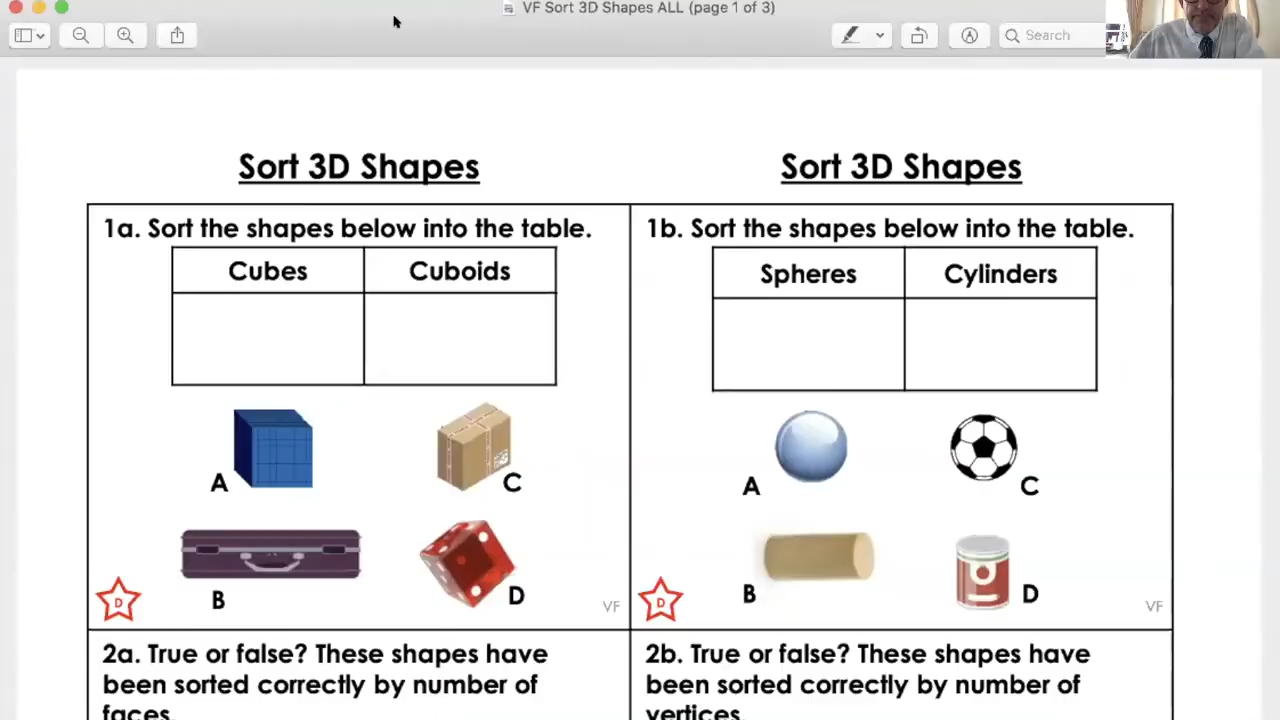 VF Sort 3D Shapes ALL (page 1 of 3)
Search
Sort 3D Shapes
1a. Sort the shapes below into the table.
Cubes Cuboids
A
C
B
D
D
VF
2a. True or false? These shapes have
been sorted correctly by number of
faces.
Sort 3D Shapes
1b. Sort the shapes below into the table.
Spheres Cylinders
A
C
B
D
D
VF
2b. True or false? These shapes have
been sorted correctly by number of
vertices.